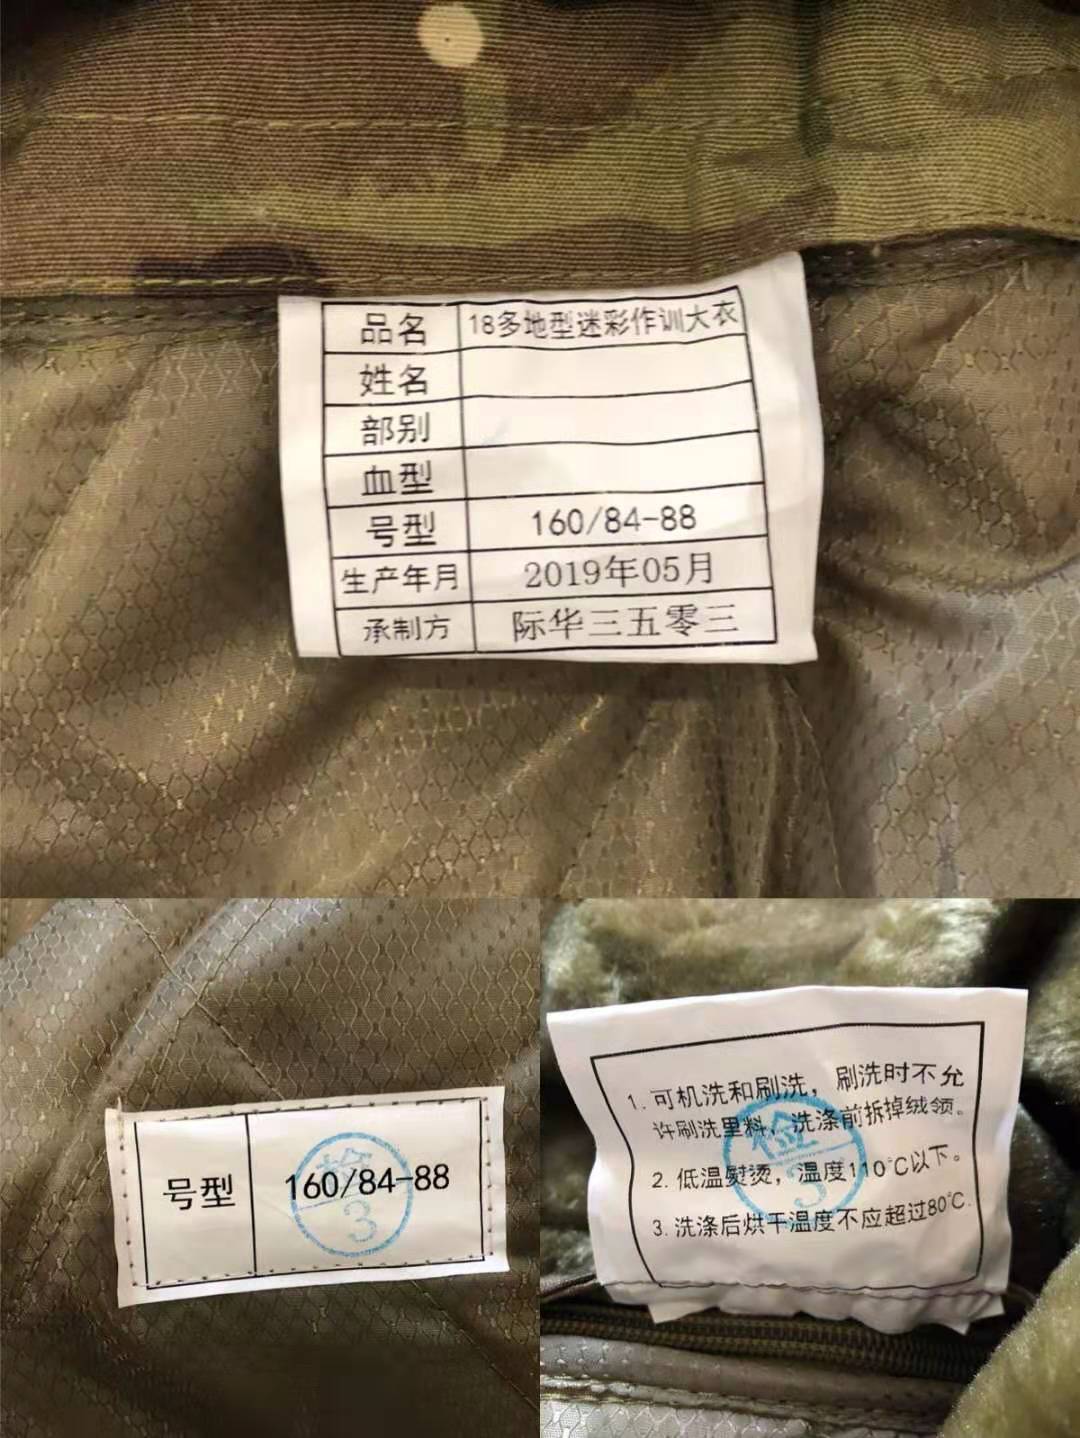 品名 18多地型迷彩作训大衣
姓名
部别
血型
号型 160/84-88
生产年月 2019年05月
承制方 际华三五零三
号型 160/84-88
检
3
1. 可机洗和刷洗，刷洗时不允
许刷洗里料，洗涤前拆掉绒领。
2. 低温熨烫，温度110℃以下。
3. 洗涤后烘干温度不应超过80℃.
检
3